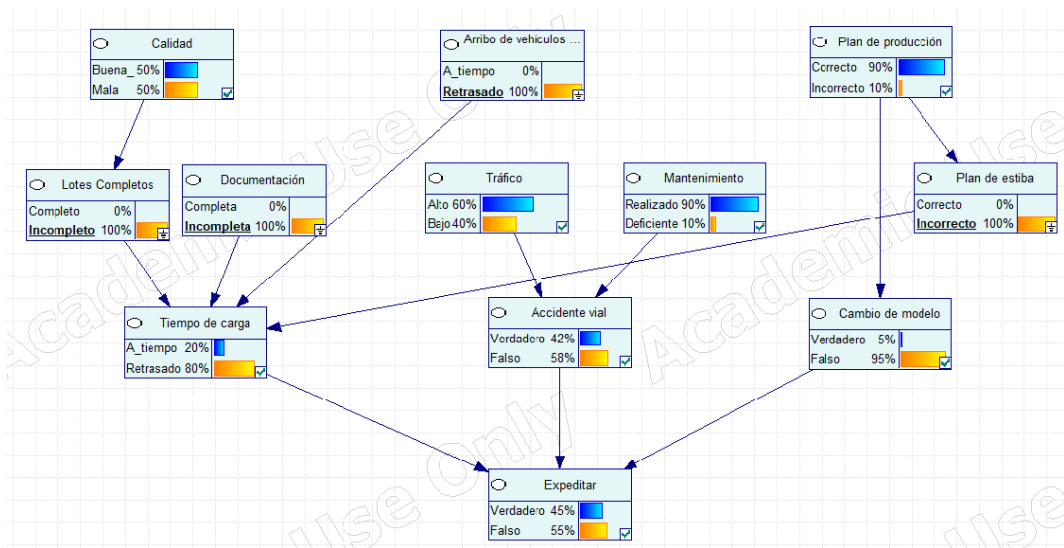 Calidad
Buena_ 50%
Mala 50%
Arribo de vehiculos ...
A_tiempo 0%
Retrasado 100%
Plan de producción
Correcto 90%
Incorrecto 10%
Lotes Completos
Completo 0%
Incompleto 100%
Documentación
Completa 0%
Incompleta 100%
Tráfico
Alto 60%
Bajo 40%
Mantenimiento
Realizado 90%
Deficiente 10%
Plan de estiba
Correcto 0%
Incorrecto 100%
Tiempo de carga
A_tiempo 20%
Retrasado 80%
Accidente vial
Verdadero 42%
Falso 58%
Cambio de modelo
Verdadero 5%
Falso 95%
Expeditar
Verdadero 45%
Falso 55%
Academic Use Only